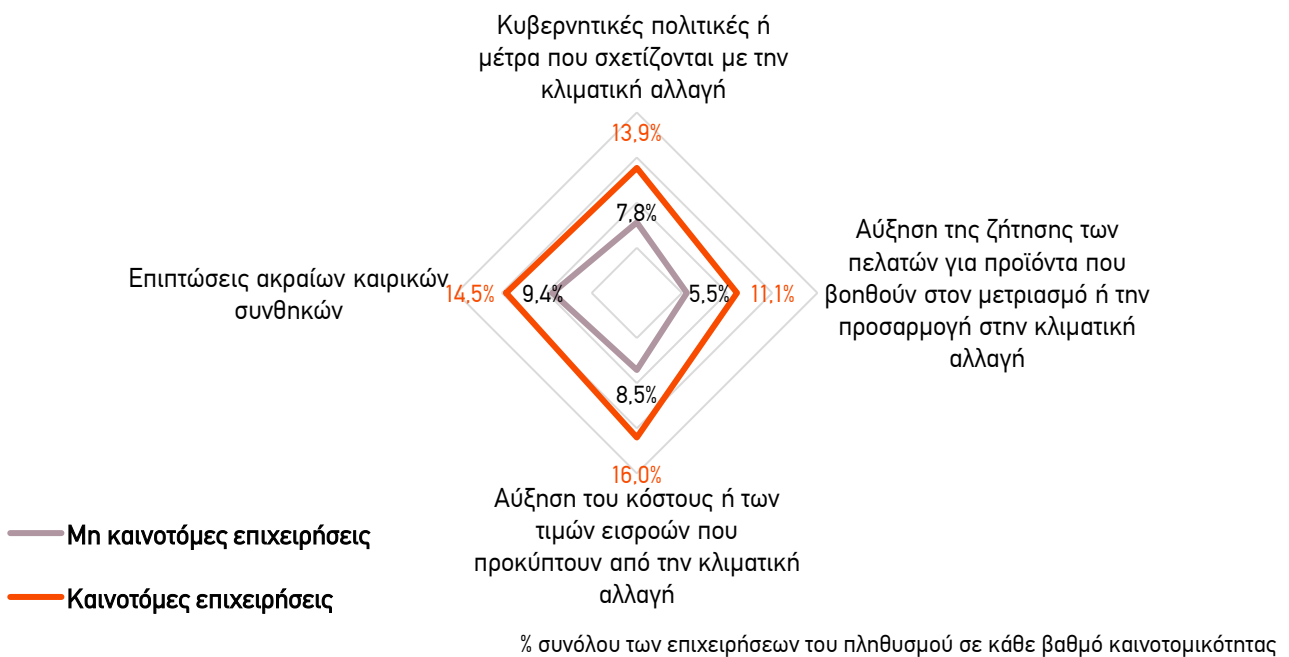 Κυβερνητικές πολιτικές ή
μέτρα που σχετίζονται με την
κλιματική αλλαγή
13,9%
7,8%
Αύξηση της ζήτησης των
πελατών για προϊόντα που
βοηθούν στον μετριασμό ή την
προσαρμογή στην κλιματική
αλλαγή
Επιπτώσεις ακραίων καιρικών
συνθηκών
14,5%
9,4%
5,5%
11,1%
8,5%
16,0%
Αύξηση του κόστους ή των
τιμών εισροών που
προκύπτουν από την κλιματική
αλλαγή
Μη καινοτόμες επιχειρήσεις
Καινοτόμες επιχειρήσεις
% συνόλου των επιχειρήσεων του πληθυσμού σε κάθε βαθμό καινοτομικότητας